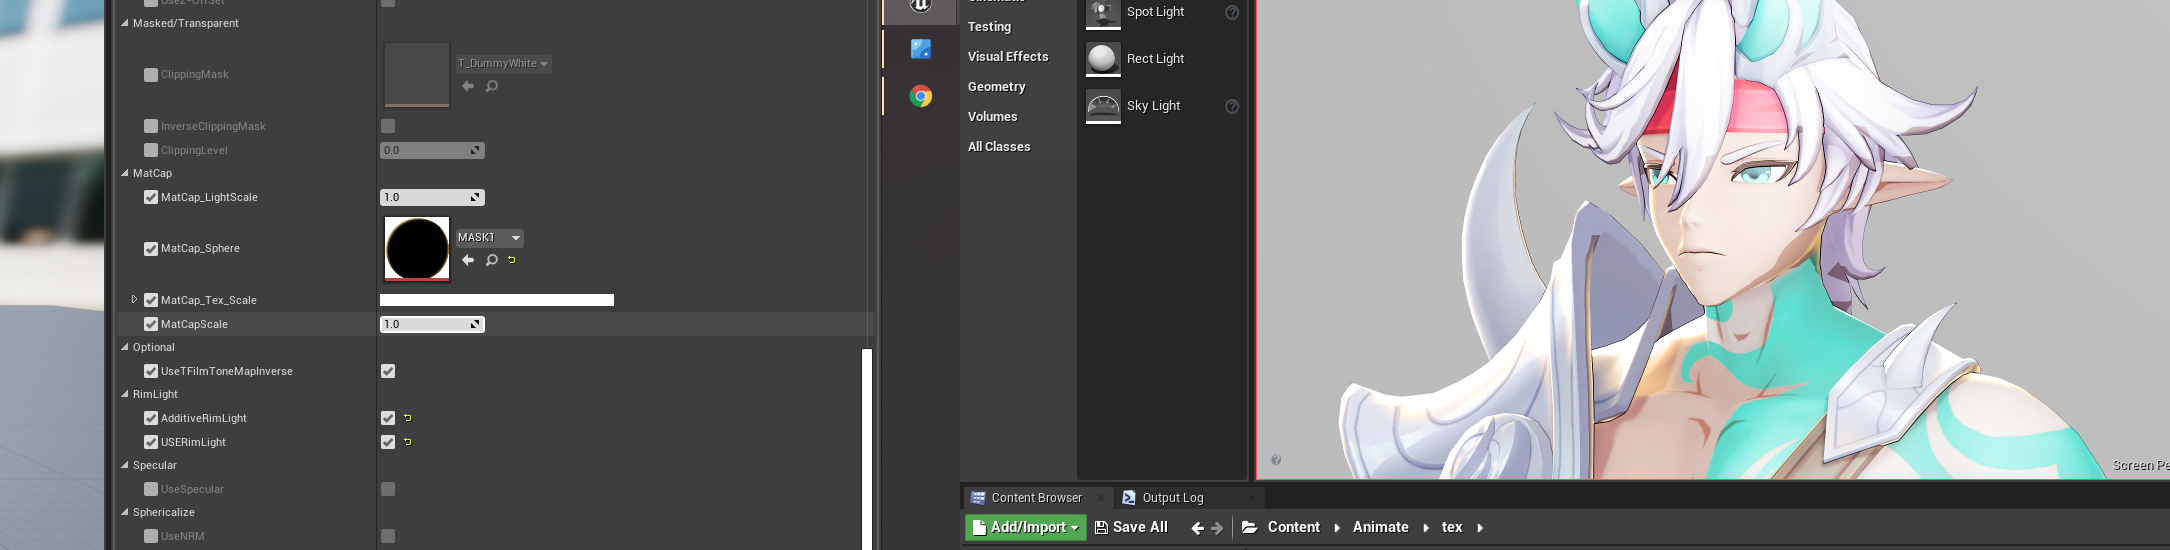 UseZ-Offset
Masked/Transparent
ClippingMask
T_DummyWhite
InverseClippingMask
ClippingLevel
0.0
MatCap
MatCap_LightScale
1.0
MatCap_Sphere
MASK1
MatCap_Tex_Scale
MatCapScale
1.0
Optional
UseTFilmToneMapInverse
RimLight
AdditiveRimLight
USERimLight
Specular
UseSpecular
Sphericalize
UseNRM
Testing
Visual Effects
Geometry
Volumes
All Classes
Spot Light
Rect Light
Sky Light
Screen Pe
Content Browser
Output Log
Add/Import
Save All
Content
Animate
tex